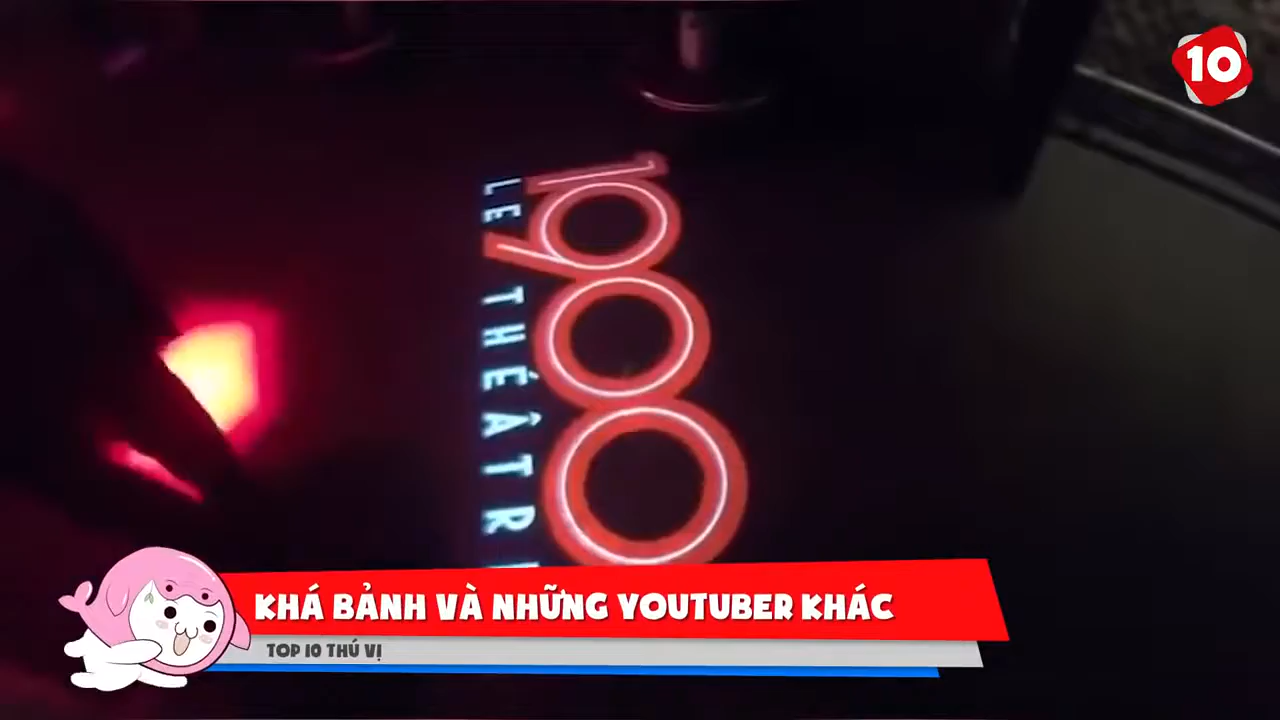 10
1900
LE THÉÂTR
KHÁ BẢNH VÀ NHỮNG YOUTUBER KHÁC
TOP 10 THÚ VỊ